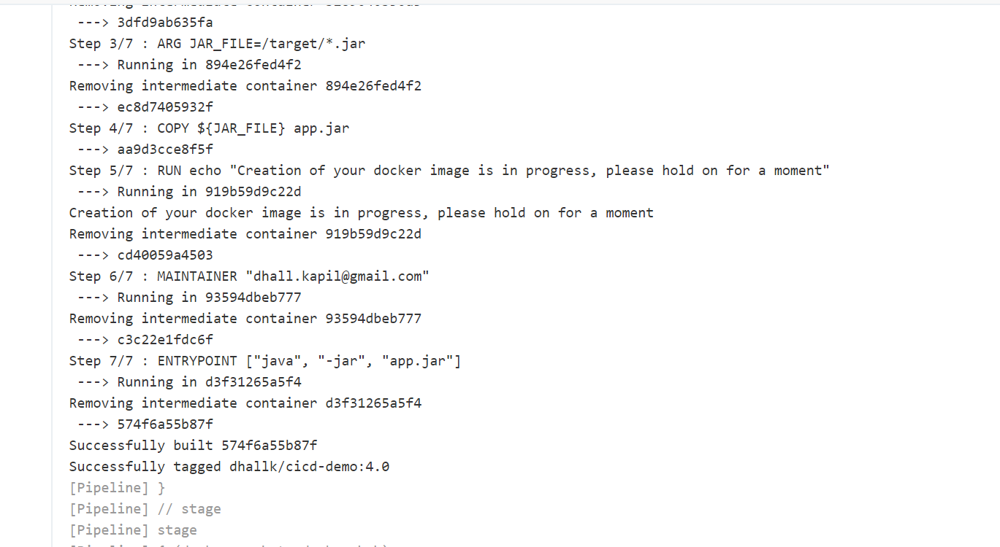 ---> 3dfd9ab635fa
Step 3/7 : ARG JAR_FILE=/target/*.jar
 ---> Running in 894e26fed4f2
Removing intermediate container 894e26fed4f2
 ---> ec8d7405932f
Step 4/7 : COPY ${JAR_FILE} app.jar
 ---> aa9d3cce8f5f
Step 5/7 : RUN echo "Creation of your docker image is in progress, please hold on for a moment"
 ---> Running in 919b59d9c22d
Creation of your docker image is in progress, please hold on for a moment
Removing intermediate container 919b59d9c22d
 ---> cd40059a4503
Step 6/7 : MAINTAINER "dhall.kapil@gmail.com"
 ---> Running in 93594dbeb777
Removing intermediate container 93594dbeb777
 ---> c3c22e1fdc6f
Step 7/7 : ENTRYPOINT ["java", "-jar", "app.jar"]
 ---> Running in d3f31265a5f4
Removing intermediate container d3f31265a5f4
 ---> 574f6a55b87f
Successfully built 574f6a55b87f
Successfully tagged dhallk/cicd-demo:4.0
[Pipeline] }
[Pipeline] // stage
[Pipeline] stage